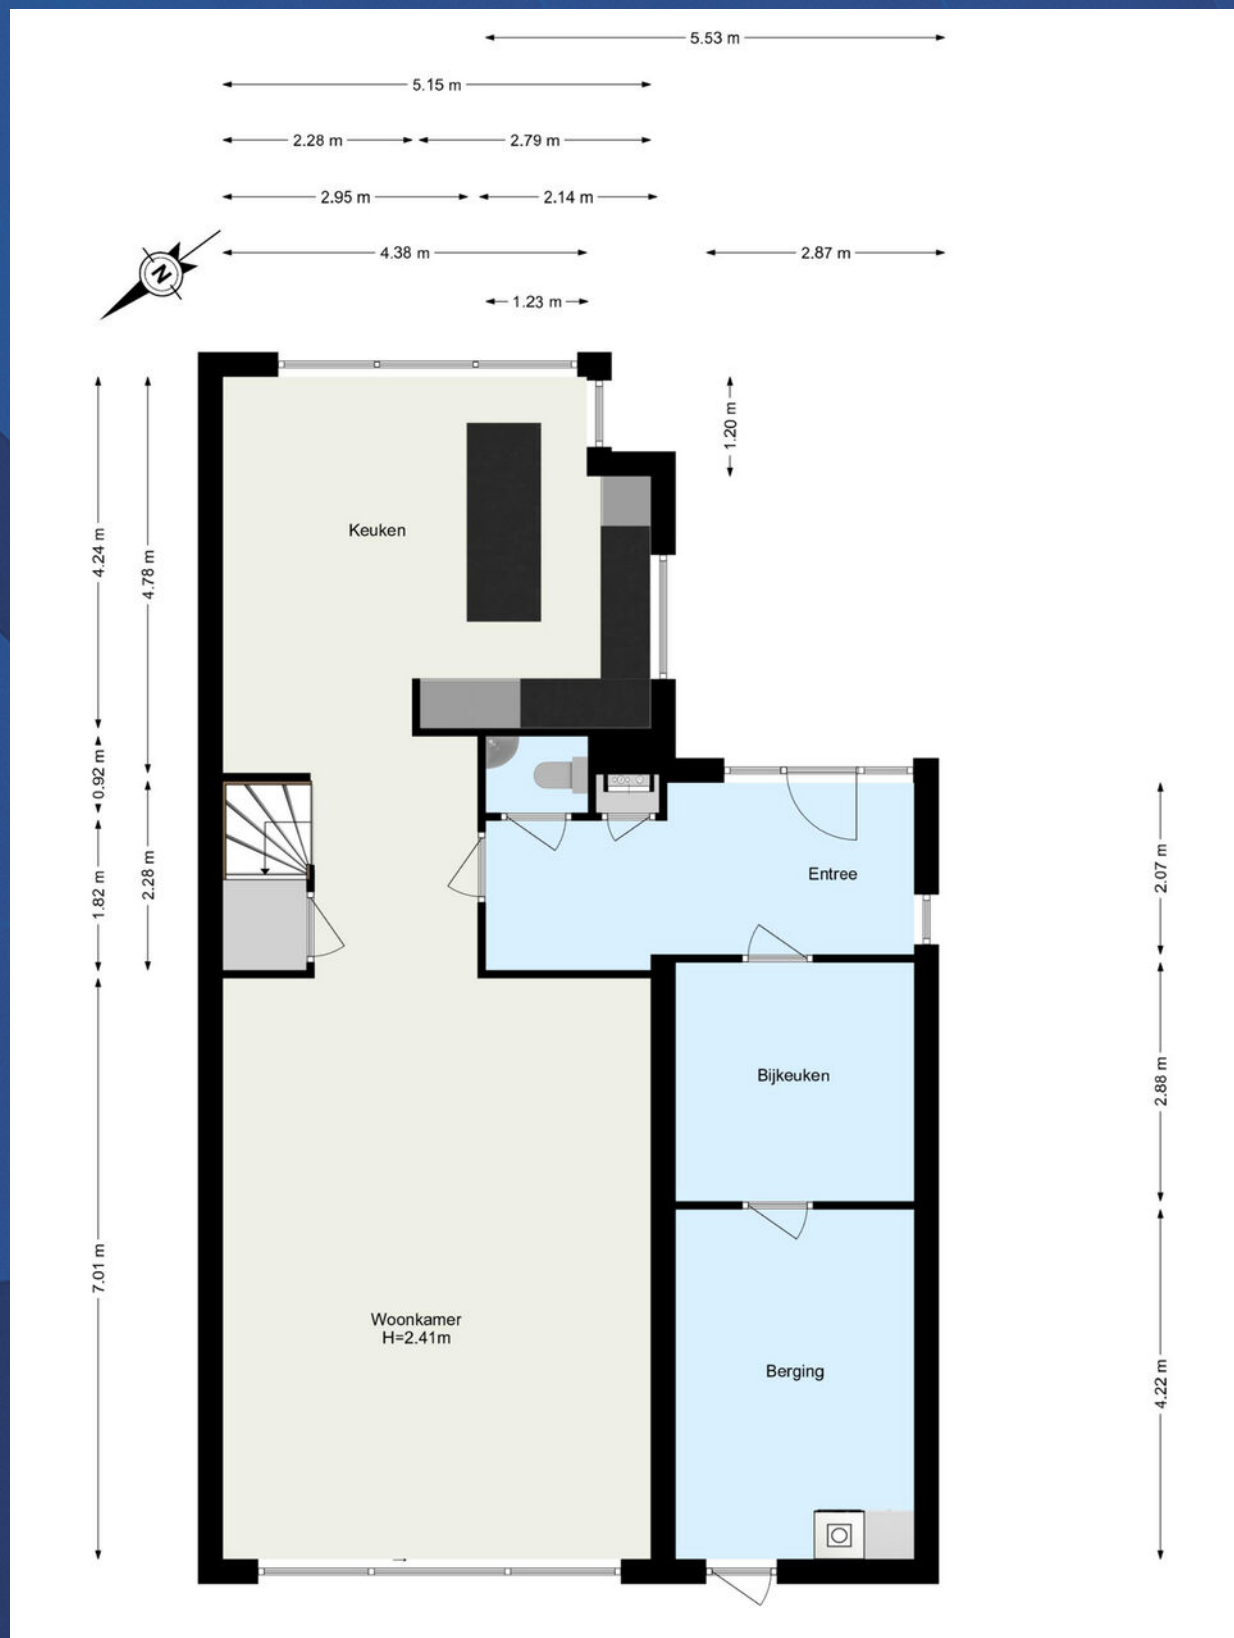 5.53 m
5.15 m
2.28 m
2.79 m
2.95 m
2.14 m
4.38 m
2.87 m
1.23 m
N
1.20 m
4.24 m
4.78 m
Keuken
0.92 m
1.82 m
2.28 m
Entree
2.07 m
Bijkeuken
2.88 m
7.01 m
Woonkamer
H=2.41m
Berging
4.22 m